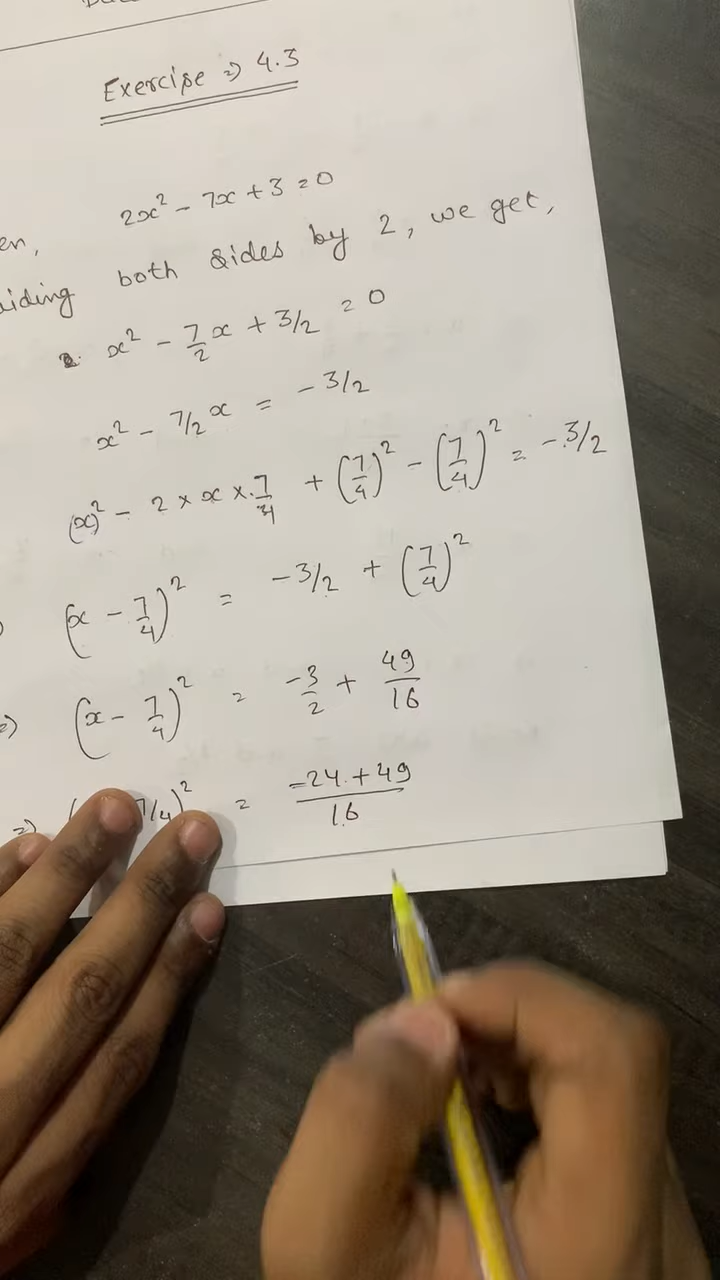 Exercise ⇒ 4.3
2x² - 7x + 3 = 0
both sides by 2, we get,
x² - 7/2 x + 3/2 = 0
x² - 7/2 x = -3/2
(x)² - 2 × x × 7/4 + (7/4)² - (7/4)² = -3/2
(x - 7/4)² = -3/2 + (7/4)²
(x - 7/4)² = -3/2 + 49/16
⇒) 7/4)² = -24 + 49/16